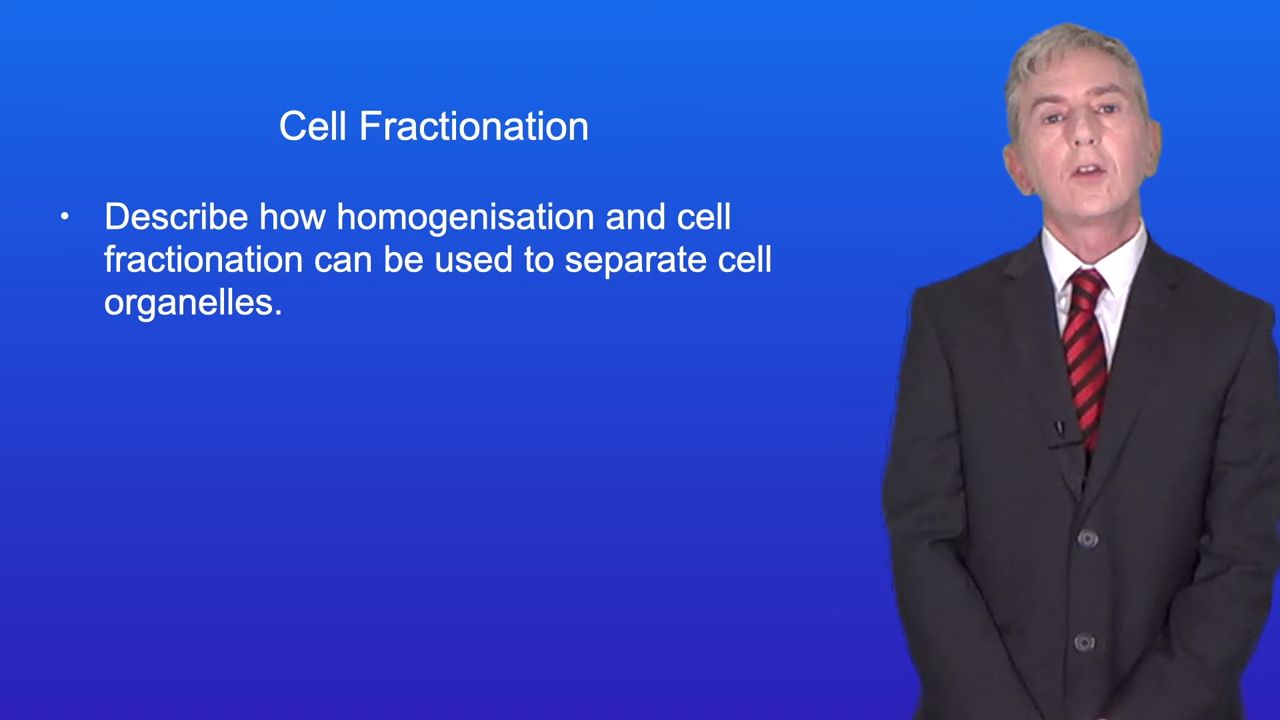 Cell Fractionation
• Describe how homogenisation and cell
fractionation can be used to separate cell
organelles.